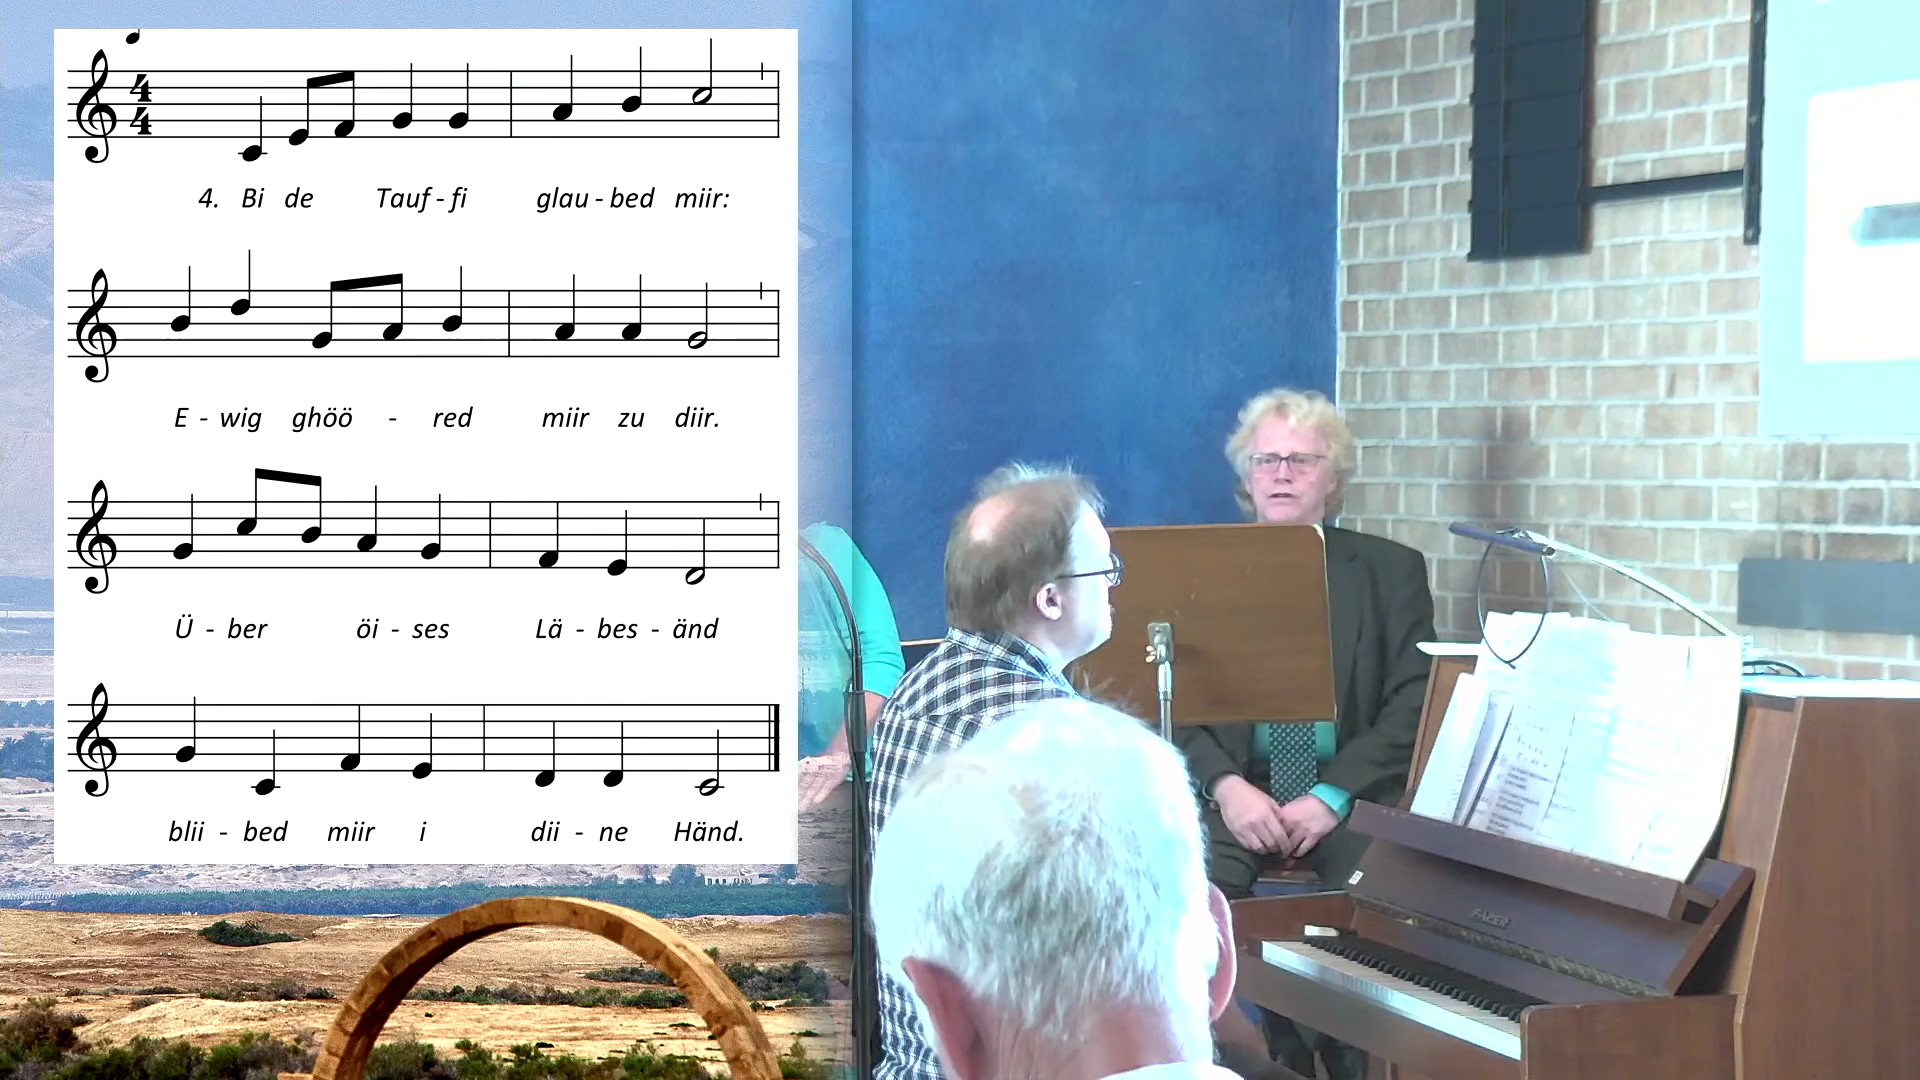 4. Bi de Tauf - fi glau - bed miir:
E - wig ghöö - red miir zu diir.
Ü - ber öi - ses Lä - bes - änd
blii - bed miir i dii - ne Händ.
FAZER